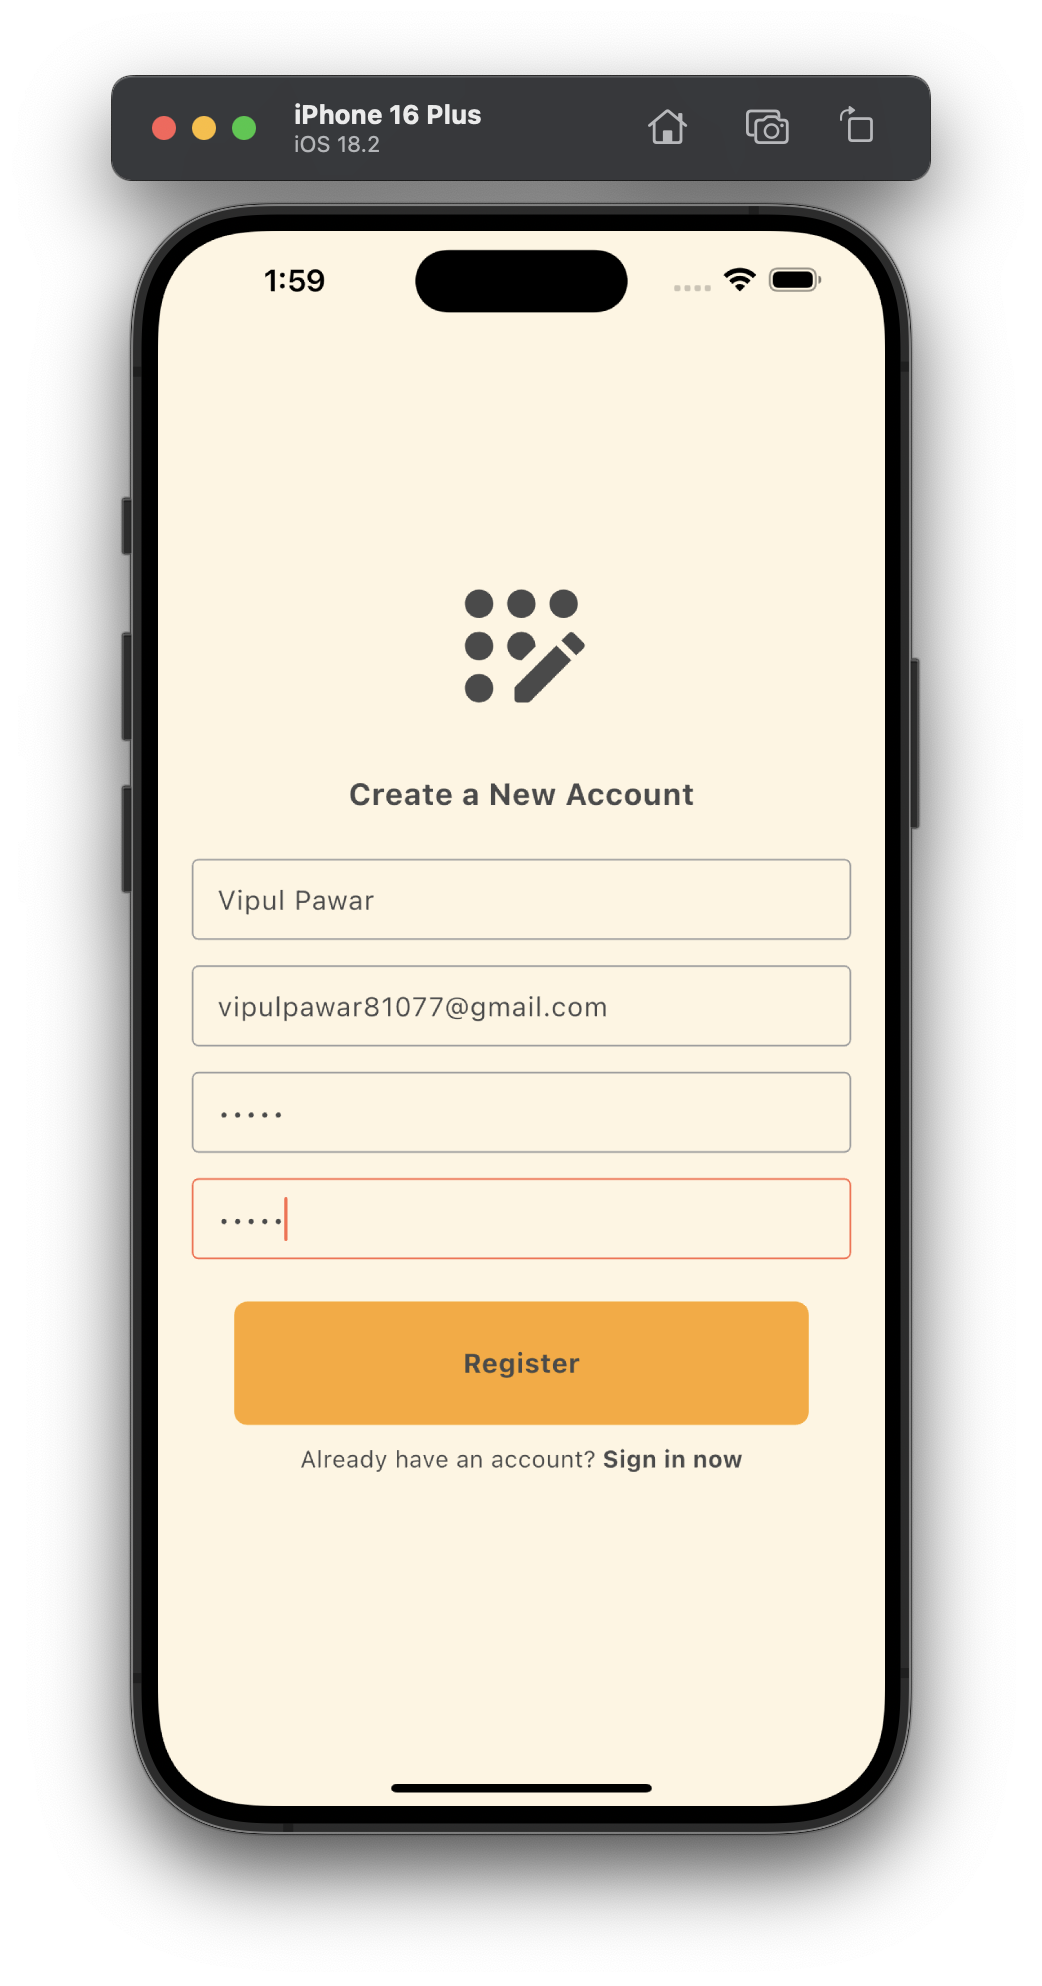 iPhone 16 Plus
iOS 18.2
1:59
Create a New Account
Vipul Pawar
vipulpawar81077@gmail.com
•••••
•••••
Register
Already have an account? Sign in now